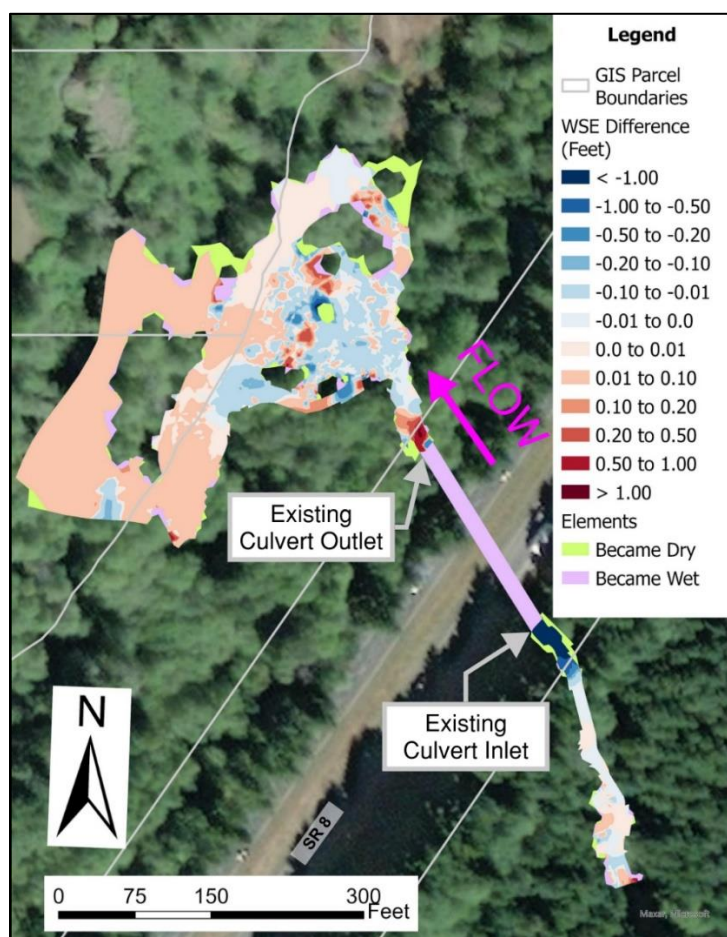 Legend
GIS Parcel
Boundaries
WSE Difference
(Feet)
< -1.00
-1.00 to -0.50
-0.50 to -0.20
-0.20 to -0.10
-0.10 to -0.01
-0.01 to 0.0
0.0 to 0.01
0.01 to 0.10
0.10 to 0.20
0.20 to 0.50
0.50 to 1.00
> 1.00
Elements
Became Dry
Became Wet
FLOW
Existing
Culvert Outlet
Existing
Culvert Inlet
N
SR 8
0 75 150 300
Feet
Maxar, Microsoft